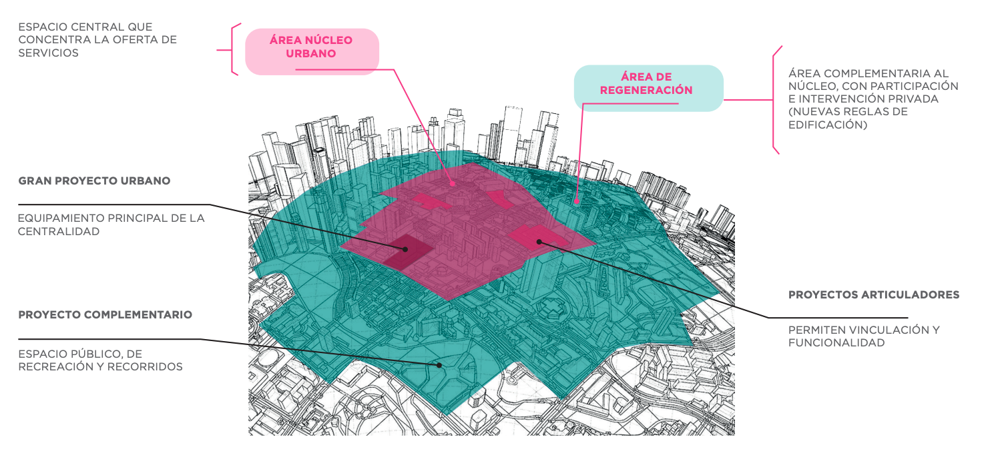 ESPACIO CENTRAL QUE
CONCENTRA LA OFERTA DE
SERVICIOS
ÁREA NÚCLEO
URBANO
ÁREA DE
REGENERACIÓN
ÁREA COMPLEMENTARIA AL
NÚCLEO, CON PARTICIPACIÓN
E INTERVENCIÓN PRIVADA
(NUEVAS REGLAS DE
EDIFICACIÓN)
GRAN PROYECTO URBANO
EQUIPAMIENTO PRINCIPAL DE LA
CENTRALIDAD
PROYECTO COMPLEMENTARIO
ESPACIO PÚBLICO, DE
RECREACIÓN Y RECORRIDOS
PROYECTOS ARTICULADORES
PERMITEN VINCULACIÓN Y
FUNCIONALIDAD